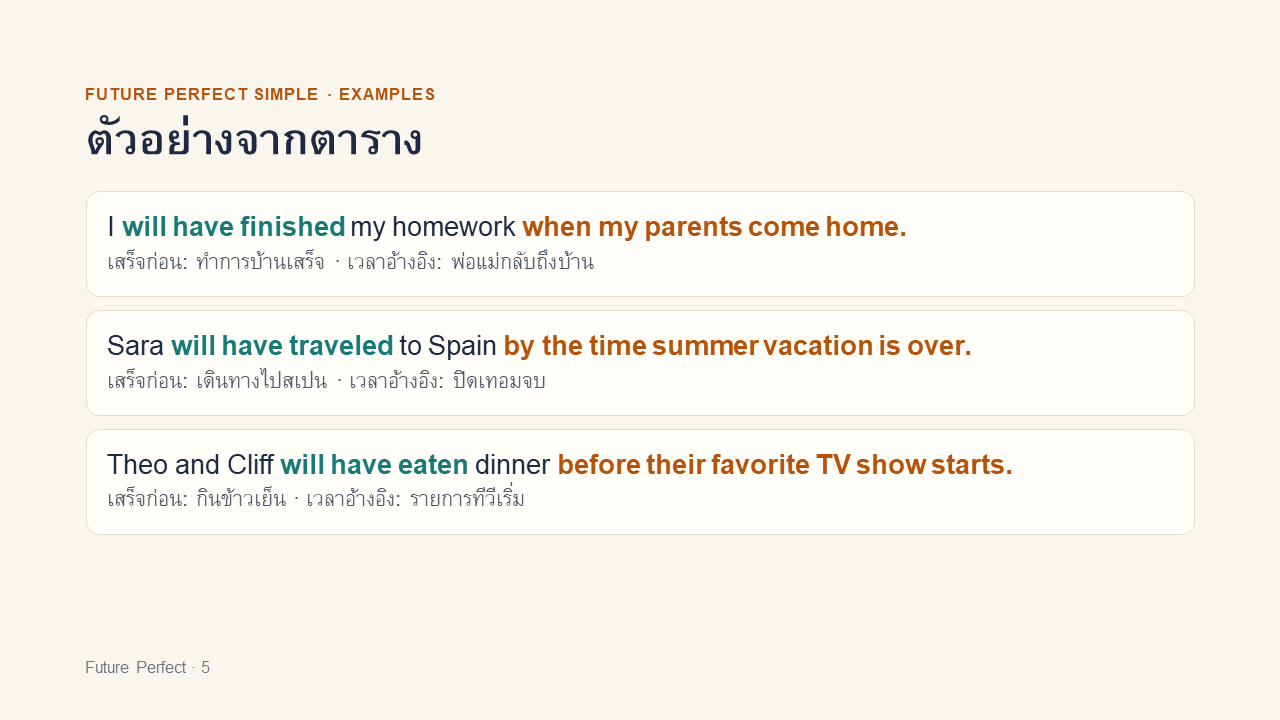 FUTURE PERFECT SIMPLE · EXAMPLES
ตัวอย่างจากตาราง
I will have finished my homework when my parents come home.
เสร็จก่อน: ทำการบ้านเสร็จ · เวลาอ้างอิง: พ่อแม่กลับถึงบ้าน
Sara will have traveled to Spain by the time summer vacation is over.
เสร็จก่อน: เดินทางไปสเปน · เวลาอ้างอิง: ปิดเทอมจบ
Theo and Cliff will have eaten dinner before their favorite TV show starts.
เสร็จก่อน: กินข้าวเย็น · เวลาอ้างอิง: รายการทีวีเริ่ม
Future Perfect · 5